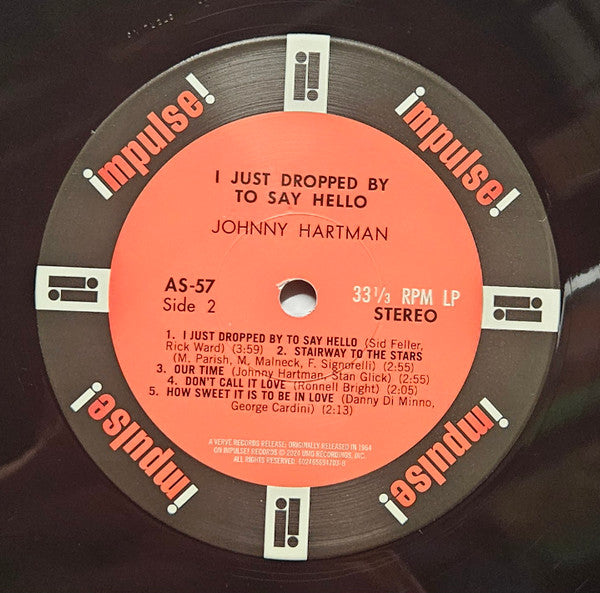 impulse!
impulse!
I JUST DROPPED BY
TO SAY HELLO
JOHNNY HARTMAN
AS-57
Side 2
33 1/3 RPM LP
STEREO
1. I JUST DROPPED BY TO SAY HELLO (Sid Feller,
Rick Ward) (3:59) 2. STAIRWAY TO THE STARS
(M. Parish, M. Malneck, F. Signorelli) (2:55)
3. OUR TIME (Johnny Hartman, Stan Glick) (2:55)
4. DON'T CALL IT LOVE (Ronnell Bright) (2:05)
5. HOW SWEET IT IS TO BE IN LOVE (Danny Di Minno,
George Cardini) (2:13)
A VERVE RECORDS RELEASE; ORIGINALLY RELEASED IN 1964
ON IMPULSE! RECORDS © 2024 UMG RECORDINGS, INC.
ALL RIGHTS RESERVED.
impulse!
impulse!